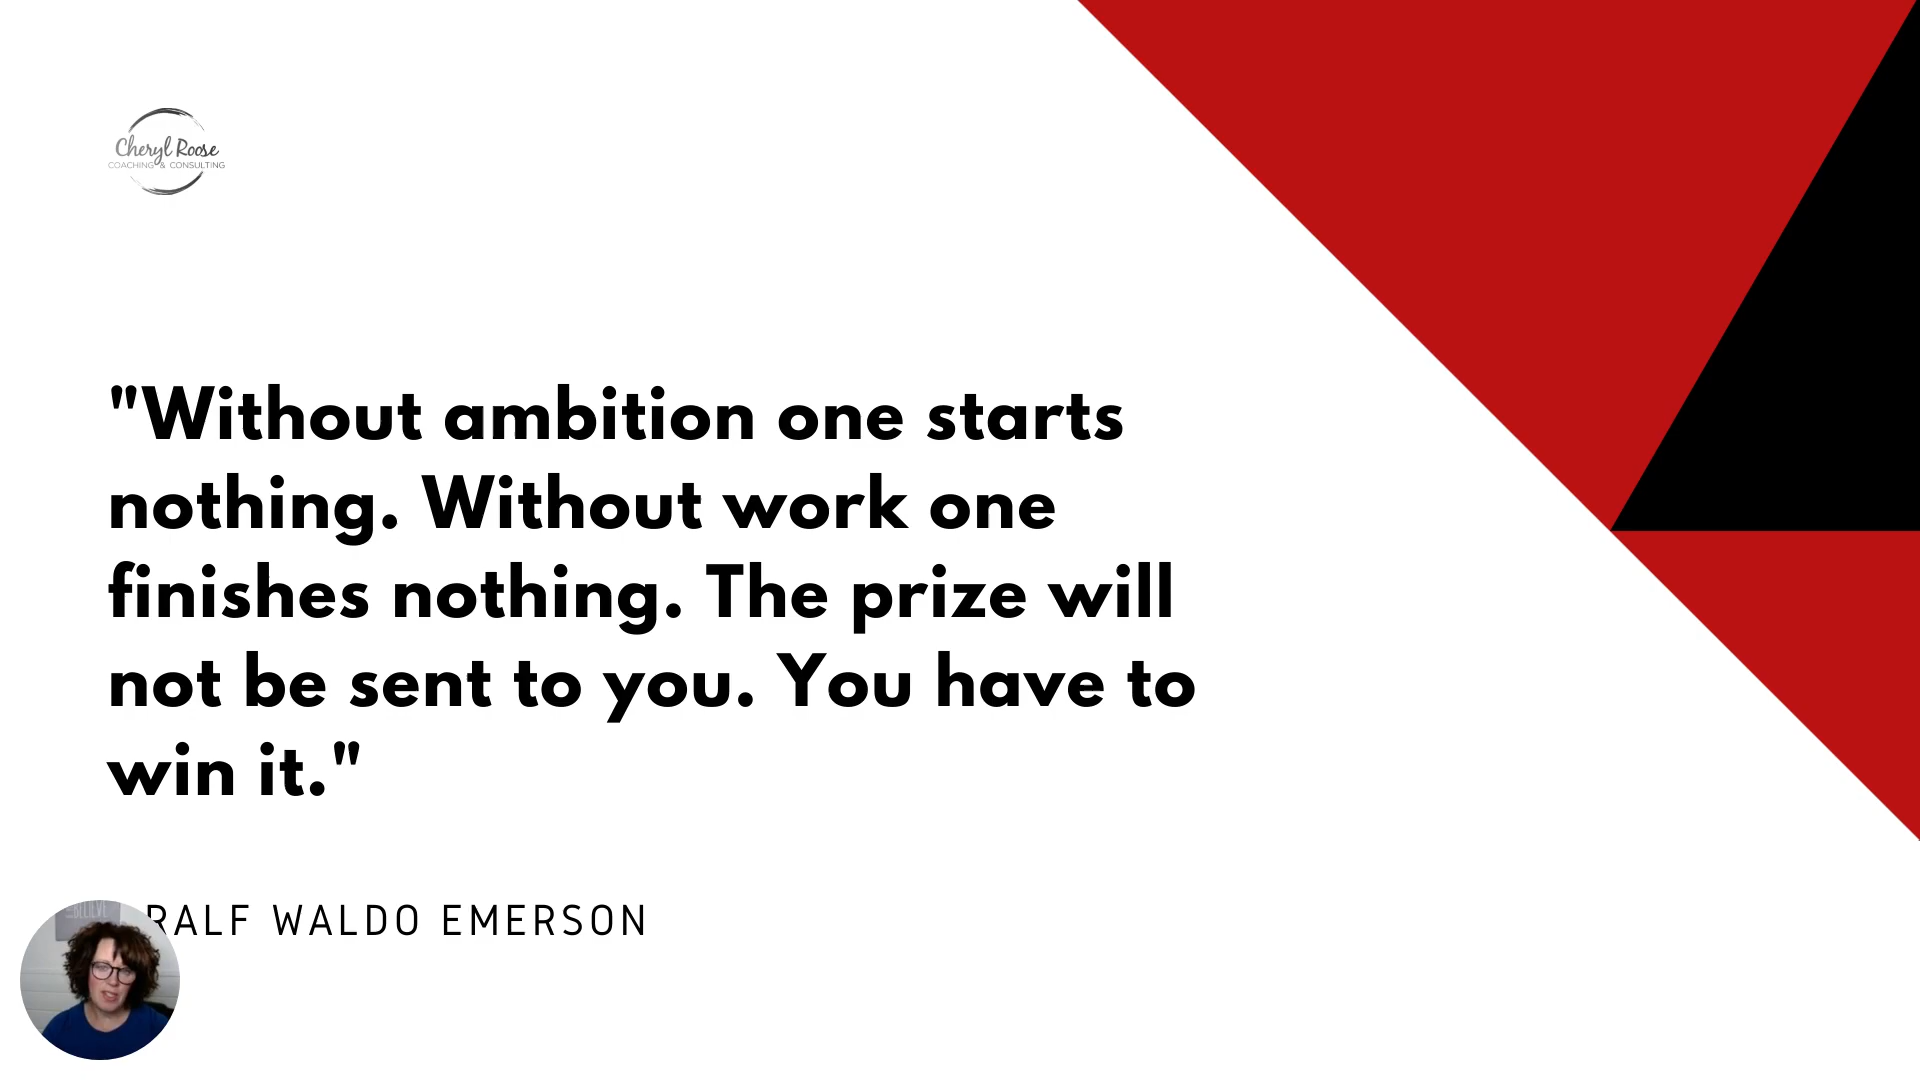 Cheryl Roose
COACHING & CONSULTING
"Without ambition one starts
nothing. Without work one
finishes nothing. The prize will
not be sent to you. You have to
win it."
RALF WALDO EMERSON